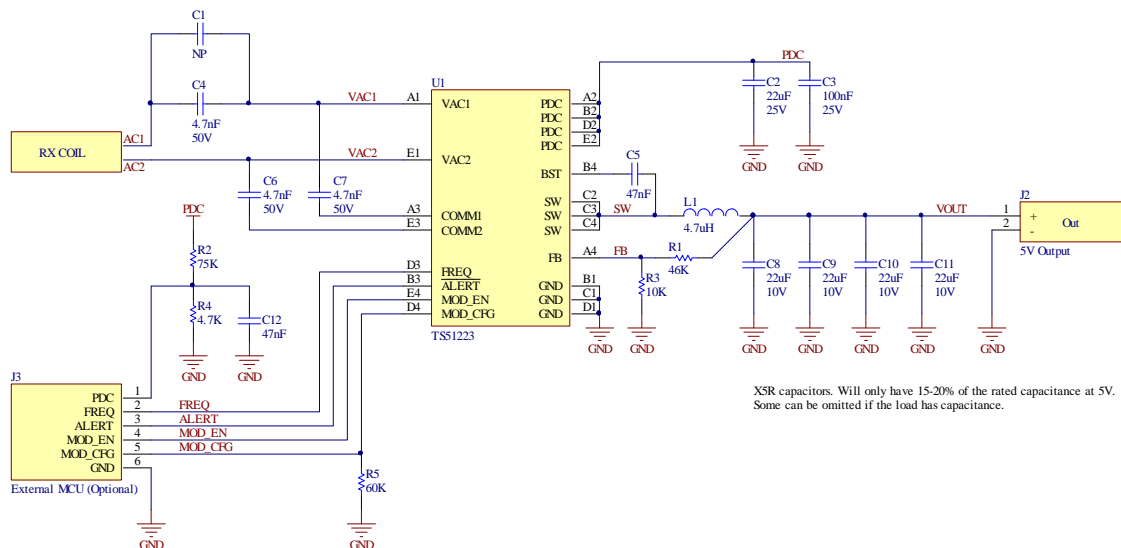 C1
NP
C4
4.7nF
50V
RX COIL
AC1
AC2
VAC1
VAC2
C6
4.7nF
50V
C7
4.7nF
50V
U1
A1 VAC1
E1 VAC2
A3 COMM1
E3 COMM2
D3 FREQ
B3 ALERT
E4 MOD_EN
D4 MOD_CFG
PDC A2
PDC B2
PDC D2
PDC E2
BST B4
SW C2
SW C3
SW C4
FB A4
GND B1
GND C1
GND D1
TS51223
PDC
C2
22uF
25V
C3
100nF
25V
GND
GND
C5
47nF
SW
L1
4.7uH
FB
R1
46K
R3
10K
GND
GND
C8
22uF
10V
C9
22uF
10V
C10
22uF
10V
C11
22uF
10V
GND
GND
GND
GND
VOUT
J2
1 +
2 -
Out
5V Output
GND
PDC
R2
75K
R4
4.7K
C12
47nF
GND
GND
J3
PDC 1
FREQ 2
ALERT 3
MOD_EN 4
MOD_CFG 5
GND 6
External MCU (Optional)
FREQ
ALERT
MOD_EN
MOD_CFG
R5
60K
GND
GND
X5R capacitors. Will only have 15-20% of the rated capacitance at 5V.
Some can be omitted if the load has capacitance.